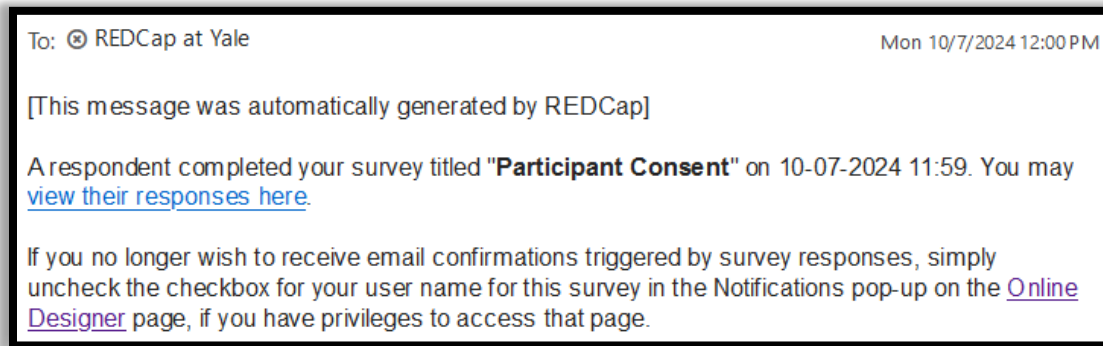 To: REDCap at Yale
Mon 10/7/2024 12:00 PM
[This message was automatically generated by REDCap]
A respondent completed your survey titled "Participant Consent" on 10-07-2024 11:59. You may
view their responses here.
If you no longer wish to receive email confirmations triggered by survey responses, simply
uncheck the checkbox for your user name for this survey in the Notifications pop-up on the Online
Designer page, if you have privileges to access that page.